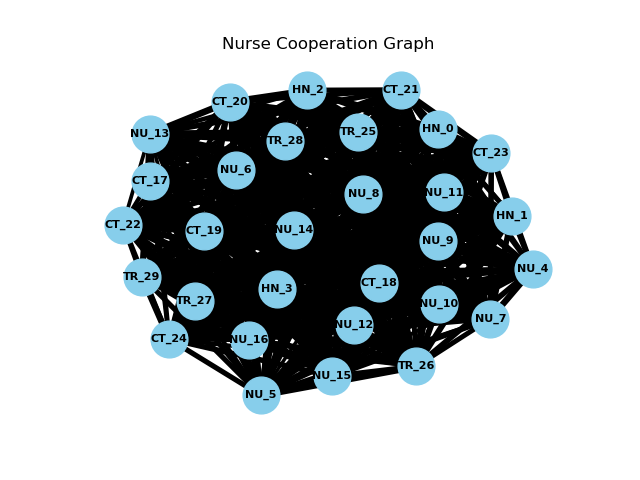 Nurse Cooperation Graph
HN_2
CT_21
CT_20
HN_0
NU_13
TR_25
TR_28
CT_23
NU_6
CT_17
NU_11
NU_8
HN_1
CT_22
NU_14
CT_19
NU_9
NU_4
TR_29
CT_18
HN_3
TR_27
NU_10
NU_7
NU_12
CT_24
NU_16
TR_26
NU_15
NU_5